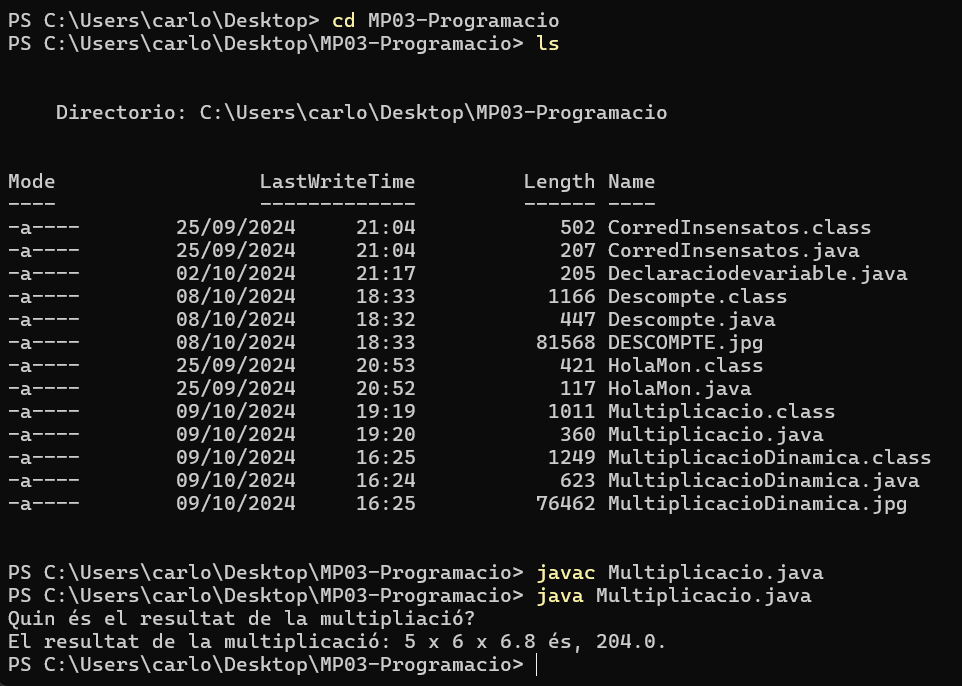 PS C:\Users\carlo\Desktop> cd MP03-Programacio
PS C:\Users\carlo\Desktop\MP03-Programacio> ls
Directorio: C:\Users\carlo\Desktop\MP03-Programacio
Mode LastWriteTime Length Name
---- ------------- ------ ----
-a---- 25/09/2024 21:04 502 CorredInsensatos.class
-a---- 25/09/2024 21:04 207 CorredInsensatos.java
-a---- 02/10/2024 21:17 205 Declaraciodevariable.java
-a---- 08/10/2024 18:33 1166 Descompte.class
-a---- 08/10/2024 18:32 447 Descompte.java
-a---- 08/10/2024 18:33 81568 DESCOMPTE.jpg
-a---- 25/09/2024 20:53 421 HolaMon.class
-a---- 25/09/2024 20:52 117 HolaMon.java
-a---- 09/10/2024 19:19 1011 Multiplicacio.class
-a---- 09/10/2024 19:20 360 Multiplicacio.java
-a---- 09/10/2024 16:25 1249 MultiplicacioDinamica.class
-a---- 09/10/2024 16:24 623 MultiplicacioDinamica.java
-a---- 09/10/2024 16:25 76462 MultiplicacioDinamica.jpg
PS C:\Users\carlo\Desktop\MP03-Programacio> javac Multiplicacio.java
PS C:\Users\carlo\Desktop\MP03-Programacio> java Multiplicacio.java
Quin és el resultat de la multipliació?
El resultat de la multiplicació: 5 x 6 x 6.8 és, 204.0.
PS C:\Users\carlo\Desktop\MP03-Programacio>